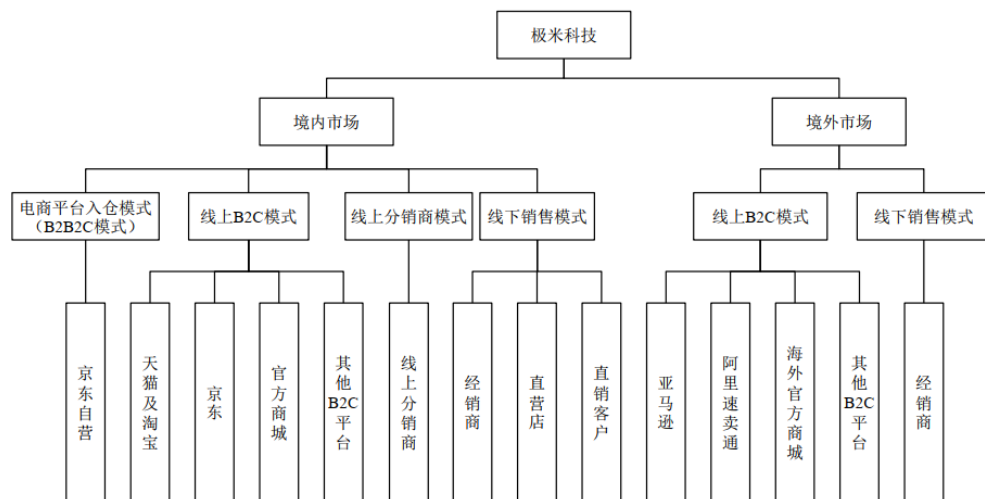 极米科技
境内市场
境外市场
电商平台入仓模式
（B2B2C模式）
线上B2C模式
线上分销商模式
线下销售模式
线上B2C模式
线下销售模式
京东自营
天猫及淘宝
京东
官方商城
其他B2C平台
线上分销商
经销商
直营店
直销客户
亚马逊
阿里速卖通
海外官方商城
其他B2C平台
经销商